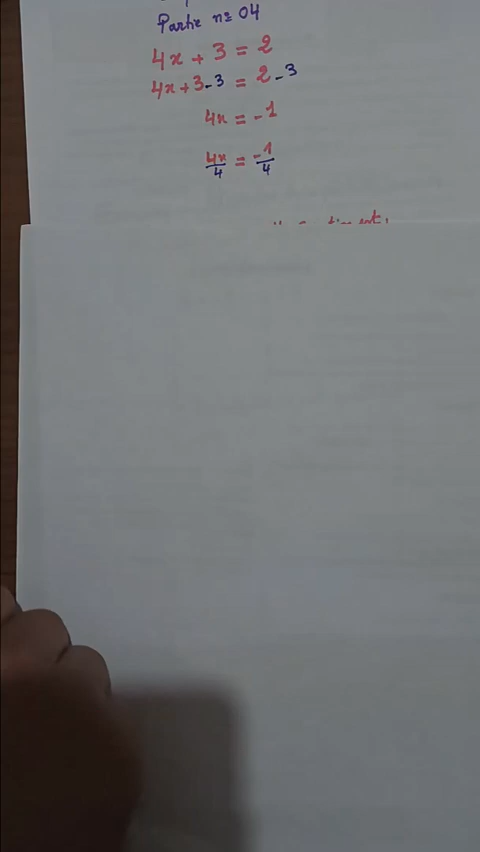 Partie n° 04
4x + 3 = 2
4x + 3 - 3 = 2 - 3
4x = -1
4x/4 = -1/4